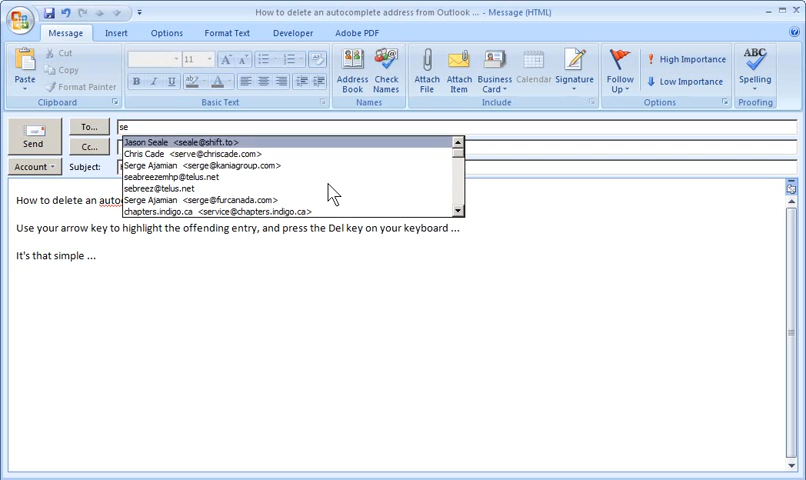 How to delete an autocomplete address from Outlook ... - Message (HTML)
Message Insert Options Format Text Developer Adobe PDF
Cut
Copy
Format Painter
Paste
Clipboard
11
B I U
Basic Text
Address Book
Check Names
Names
Attach File
Attach Item
Business Card
Calendar
Signature
Include
Follow Up
High Importance
Low Importance
Options
ABC
Spelling
Proofing
Send
To...
se
Cc...
Account
Subject:
Jason Seale <seale@shift.to>
Chris Cade <serve@chriscade.com>
Serge Ajamian <serge@kaniagroup.com>
seabreezemhp@telus.net
sebreez@telus.net
Serge Ajamian <serge@furcanada.com>
chapters.indigo.ca <service@chapters.indigo.ca>
How to delete an autoc
Use your arrow key to highlight the offending entry, and press the Del key on your keyboard ...
It's that simple ...